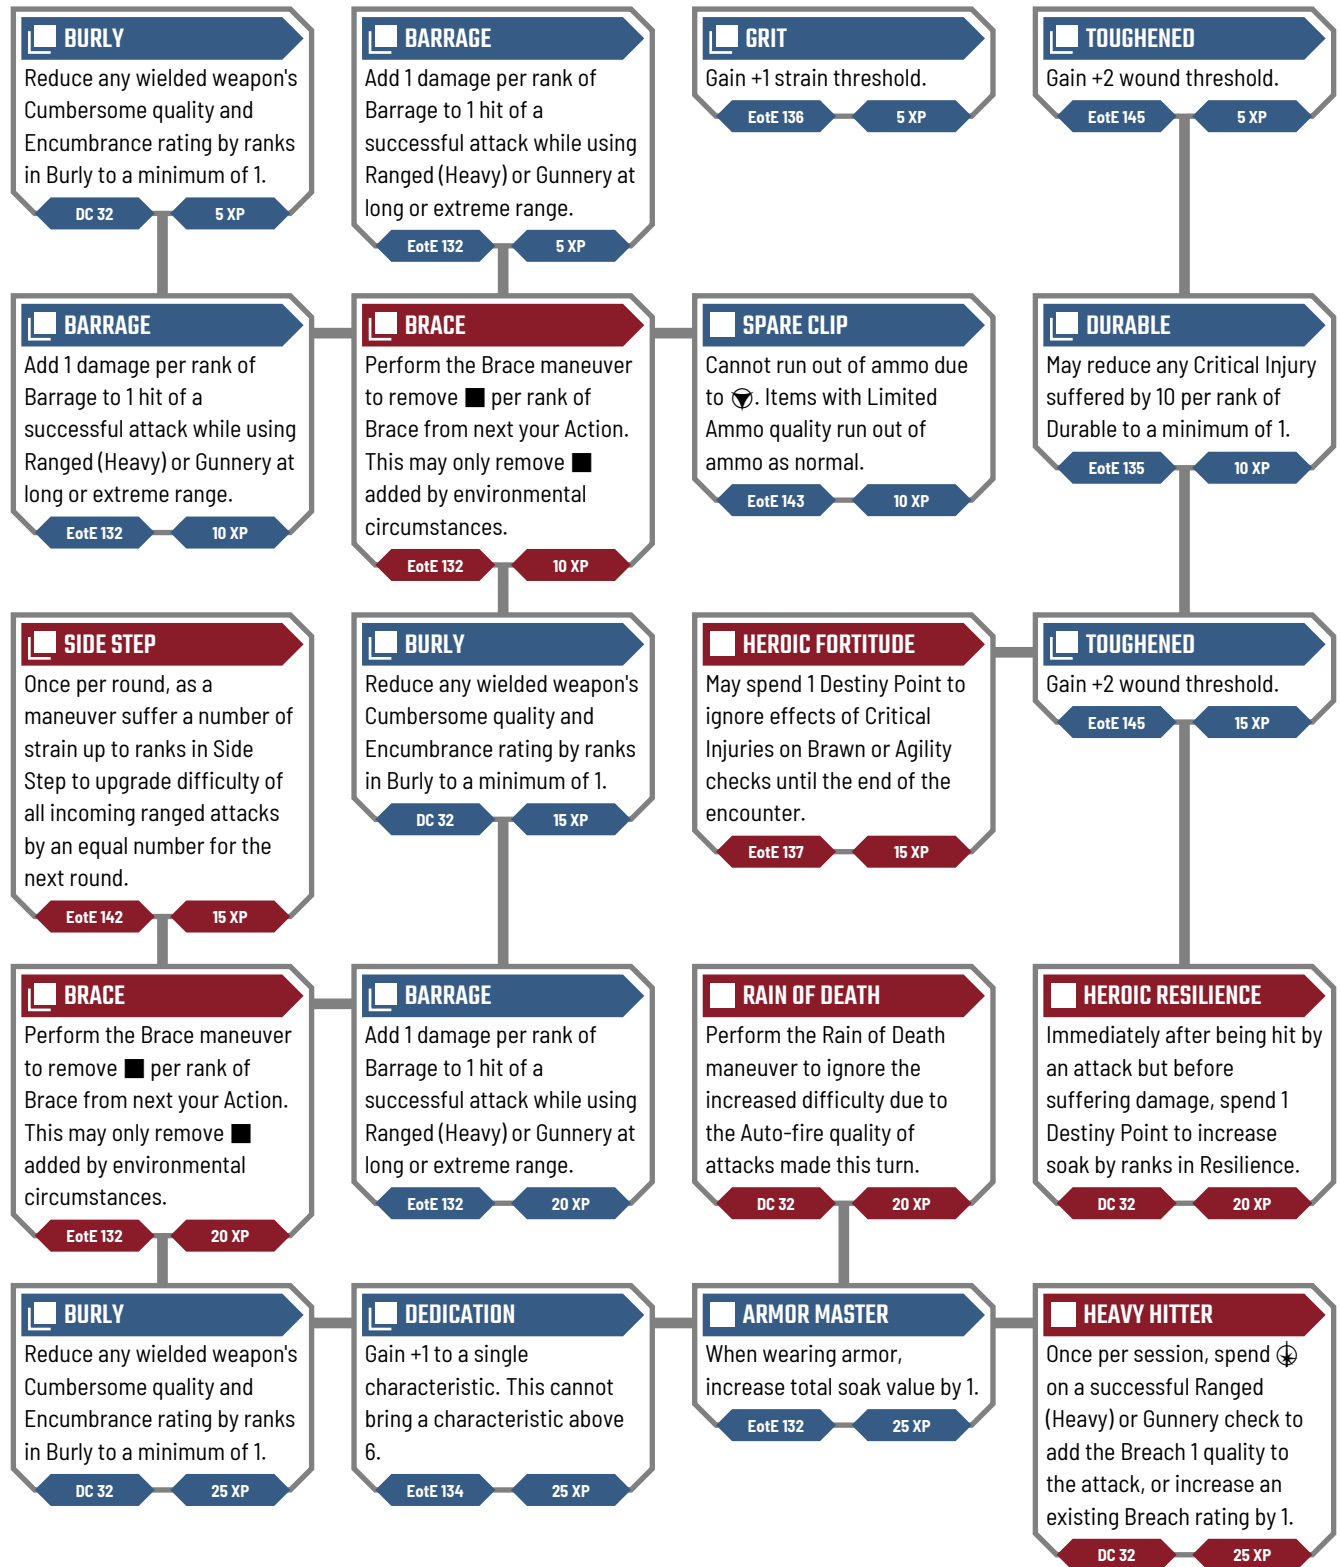 BURLY
Reduce any wielded weapon's
Cumbersome quality and
Encumbrance rating by ranks
in Burly to a minimum of 1.
DC 32
5 XP
BARRAGE
Add 1 damage per rank of
Barrage to 1 hit of a
successful attack while using
Ranged (Heavy) or Gunnery at
long or extreme range.
EotE 132
5 XP
GRIT
Gain +1 strain threshold.
EotE 136
5 XP
TOUGHENED
Gain +2 wound threshold.
EotE 145
5 XP
BARRAGE
Add 1 damage per rank of
Barrage to 1 hit of a
successful attack while using
Ranged (Heavy) or Gunnery at
long or extreme range.
EotE 132
10 XP
BRACE
Perform the Brace maneuver
to remove ■ per rank of
Brace from next your Action.
This may only remove ■
added by environmental
circumstances.
EotE 132
10 XP
SPARE CLIP
Cannot run out of ammo due
to . Items with Limited
Ammo quality run out of
ammo as normal.
EotE 143
10 XP
DURABLE
May reduce any Critical Injury
suffered by 10 per rank of
Durable to a minimum of 1.
EotE 135
10 XP
SIDE STEP
Once per round, as a
maneuver suffer a number of
strain up to ranks in Side
Step to upgrade difficulty of
all incoming ranged attacks
by an equal number for the
next round.
EotE 142
15 XP
BURLY
Reduce any wielded weapon's
Cumbersome quality and
Encumbrance rating by ranks
in Burly to a minimum of 1.
DC 32
15 XP
HEROIC FORTITUDE
May spend 1 Destiny Point to
ignore effects of Critical
Injuries on Brawn or Agility
checks until the end of the
encounter.
EotE 137
15 XP
TOUGHENED
Gain +2 wound threshold.
EotE 145
15 XP
BRACE
Perform the Brace maneuver
to remove ■ per rank of
Brace from next your Action.
This may only remove ■
added by environmental
circumstances.
EotE 132
20 XP
BARRAGE
Add 1 damage per rank of
Barrage to 1 hit of a
successful attack while using
Ranged (Heavy) or Gunnery at
long or extreme range.
EotE 132
20 XP
RAIN OF DEATH
Perform the Rain of Death
maneuver to ignore the
increased difficulty due to
the Auto-fire quality of
attacks made this turn.
DC 32
20 XP
HEROIC RESILIENCE
Immediately after being hit by
an attack but before
suffering damage, spend 1
Destiny Point to increase
soak by ranks in Resilience.
DC 32
20 XP
BURLY
Reduce any wielded weapon's
Cumbersome quality and
Encumbrance rating by ranks
in Burly to a minimum of 1.
DC 32
25 XP
DEDICATION
Gain +1 to a single
characteristic. This cannot
bring a characteristic above
6.
EotE 134
25 XP
ARMOR MASTER
When wearing armor,
increase total soak value by 1.
EotE 132
25 XP
HEAVY HITTER
Once per session, spend
on a successful Ranged
(Heavy) or Gunnery check to
add the Breach 1 quality to
the attack, or increase an
existing Breach rating by 1.
DC 32
25 XP